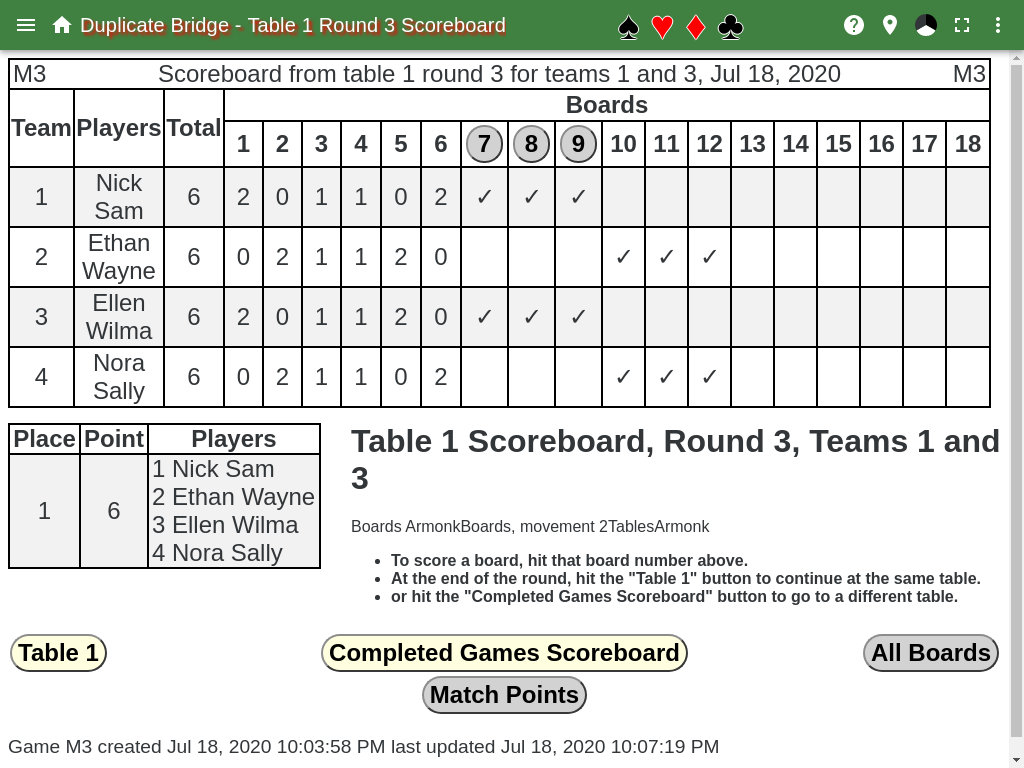 Duplicate Bridge - Table 1 Round 3 Scoreboard
M3 Scoreboard from table 1 round 3 for teams 1 and 3, Jul 18, 2020 M3
Team Players Total Boards
1 2 3 4 5 6 7 8 9 10 11 12 13 14 15 16 17 18
1 Nick Sam 6 2 0 1 1 0 2 ✓ ✓ ✓
2 Ethan Wayne 6 0 2 1 1 2 0 ✓ ✓ ✓
3 Ellen Wilma 6 2 0 1 1 2 0 ✓ ✓ ✓
4 Nora Sally 6 0 2 1 1 0 2 ✓ ✓ ✓
Place Point Players
1 6 1 Nick Sam
2 Ethan Wayne
3 Ellen Wilma
4 Nora Sally
Table 1 Scoreboard, Round 3, Teams 1 and
3
Boards ArmonkBoards, movement 2TablesArmonk
• To score a board, hit that board number above.
• At the end of the round, hit the "Table 1" button to continue at the same table.
• or hit the "Completed Games Scoreboard" button to go to a different table.
Table 1 Completed Games Scoreboard All Boards
Match Points
Game M3 created Jul 18, 2020 10:03:58 PM last updated Jul 18, 2020 10:07:19 PM